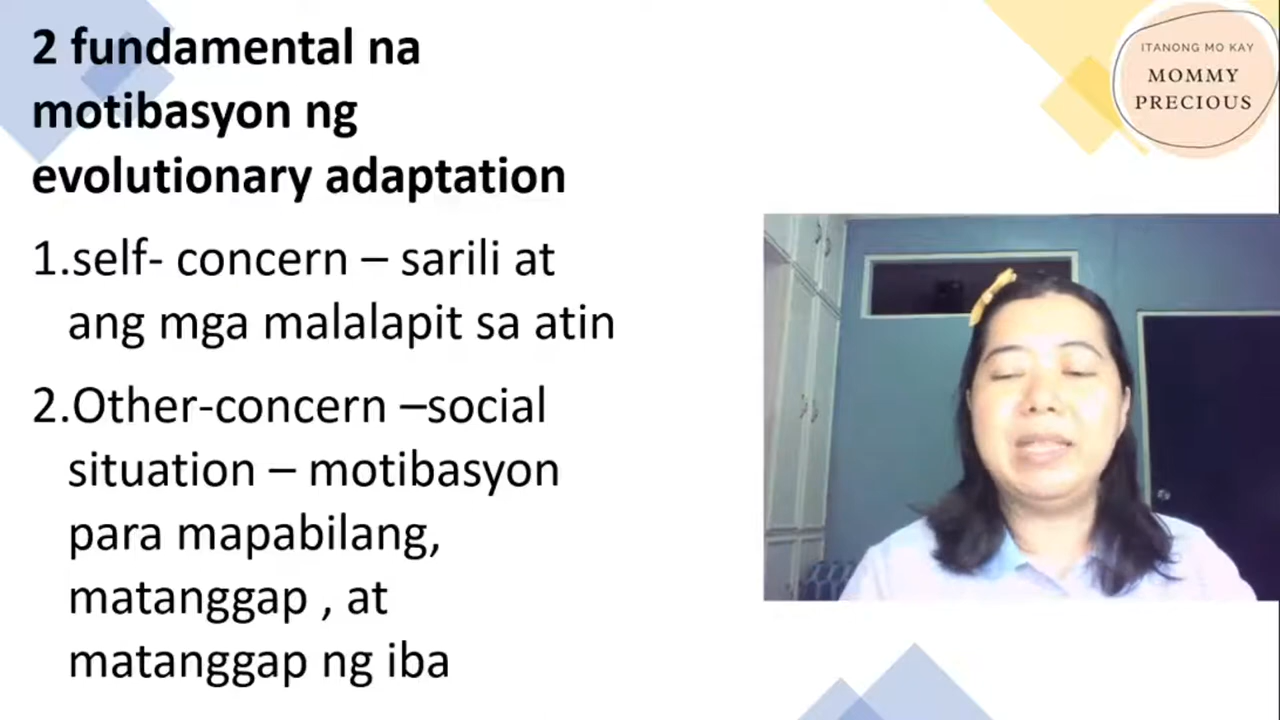 2 fundamental na
motibasyon ng
evolutionary adaptation
1.self- concern – sarili at
ang mga malalapit sa atin
2.Other-concern –social
situation – motibasyon
para mapabilang,
matanggap , at
matanggap ng iba
ITANONG MO KAY
MOMMY
PRECIOUS